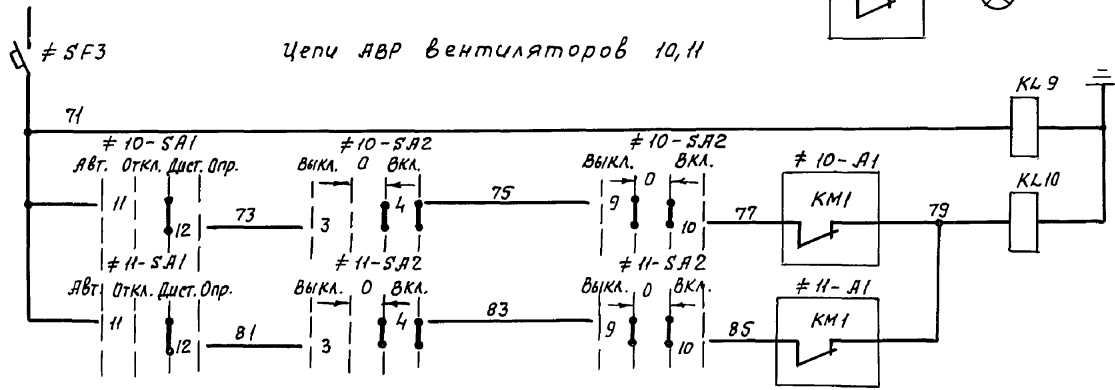 ≠ SF3
Цепи АВР вентиляторов 10,11
KL 9
71
≠ 10-SA1 ≠ 10-SA2 ≠ 10-SA2
Авт. Откл. Дист. Опр. Выкл. 0 Вкл. Выкл. 0 Вкл. ≠ 10-A1
KL10
11 12 73 3 4 75 9 10 77 KM1 79
≠ 11-SA1 ≠ 11-SA2 ≠ 11-SA2 ≠ 11-A1
Авт. Откл. Дист. Опр. Выкл. 0 Вкл. Выкл. 0 Вкл.
11 12 81 3 4 83 9 10 85 KM1